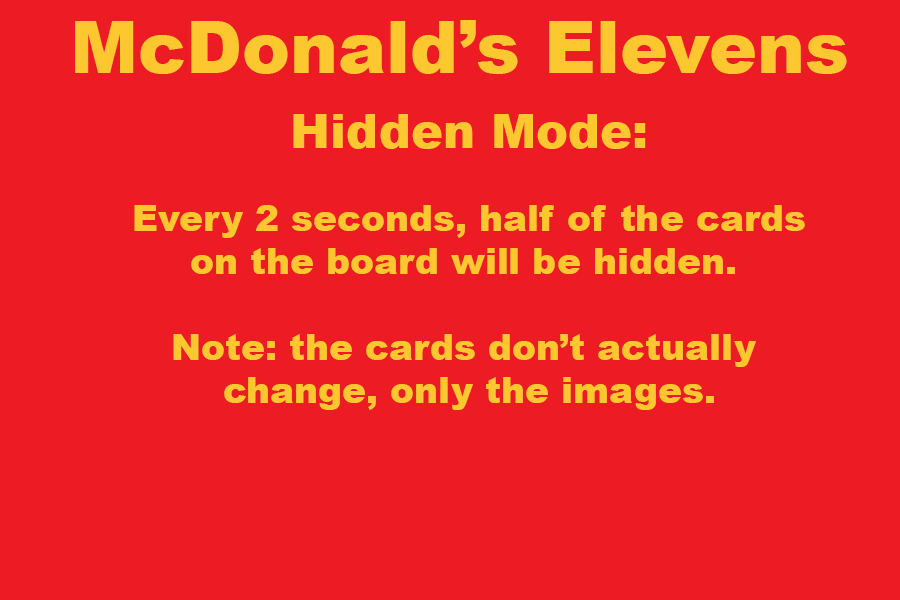 McDonald’s Elevens
Hidden Mode:
Every 2 seconds, half of the cards
on the board will be hidden.
Note: the cards don’t actually
change, only the images.